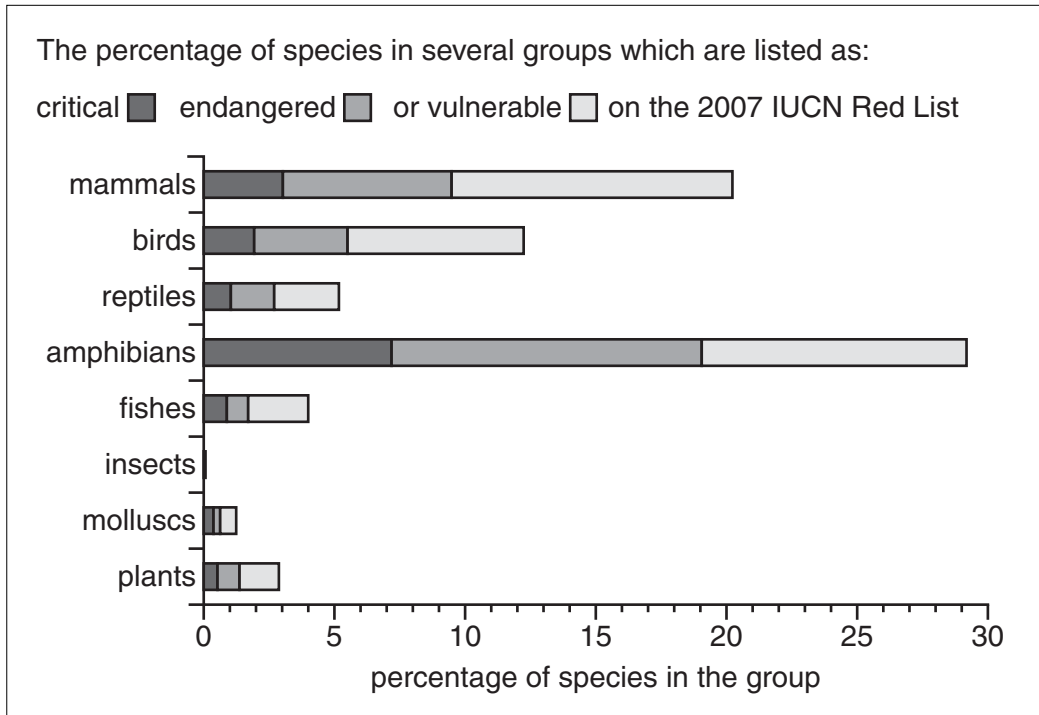 The percentage of species in several groups which are listed as:
critical endangered or vulnerable on the 2007 IUCN Red List
mammals
birds
reptiles
amphibians
fishes
insects
molluscs
plants
0 5 10 15 20 25 30
percentage of species in the group